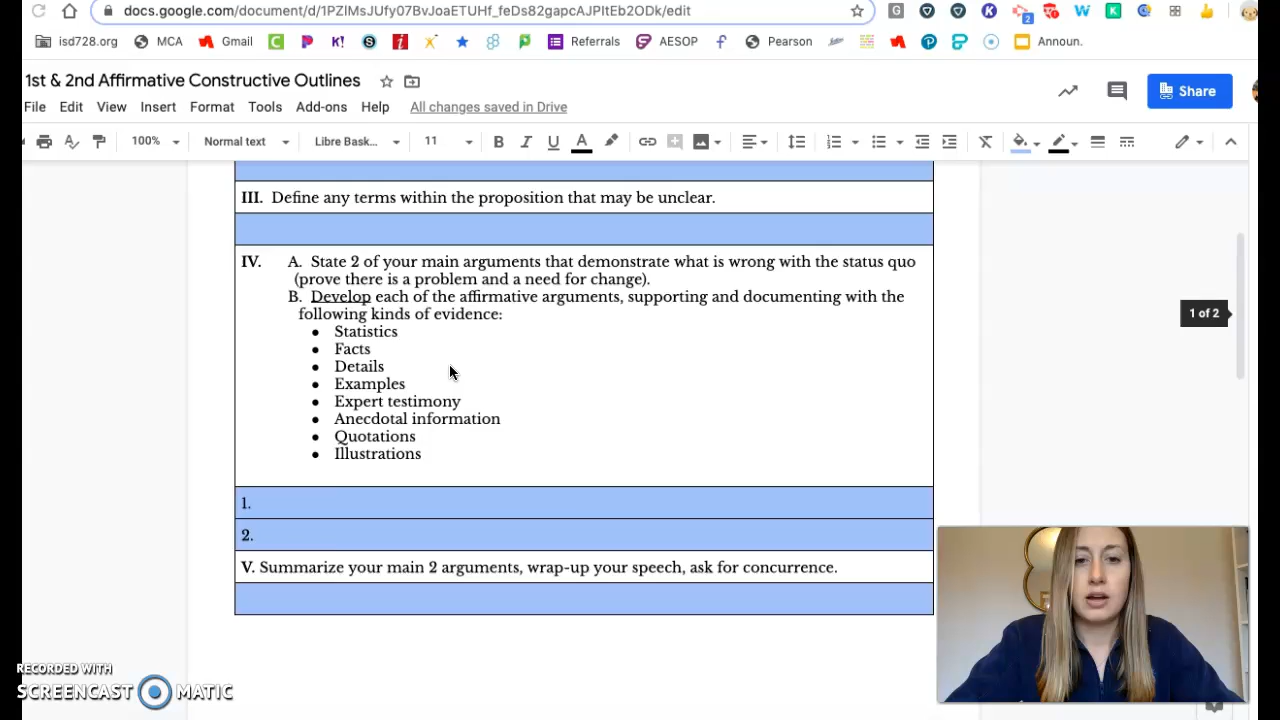 docs.google.com/document/d/1PZlMsJUfy07BvJoaETUHf_feDs82gapcAJPItEb2ODk/edit
isd728.org MCA Gmail Referrals AESOP Pearson Announ.
1st & 2nd Affirmative Constructive Outlines
File Edit View Insert Format Tools Add-ons Help All changes saved in Drive
Share
100% Normal text Libre Bask... 11 B I U A
III. Define any terms within the proposition that may be unclear.
IV. A. State 2 of your main arguments that demonstrate what is wrong with the status quo
(prove there is a problem and a need for change).
B. Develop each of the affirmative arguments, supporting and documenting with the
following kinds of evidence:
● Statistics
● Facts
● Details
● Examples
● Expert testimony
● Anecdotal information
● Quotations
● Illustrations
1 of 2
1.
2.
V. Summarize your main 2 arguments, wrap-up your speech, ask for concurrence.
RECORDED WITH
SCREENCAST MATIC